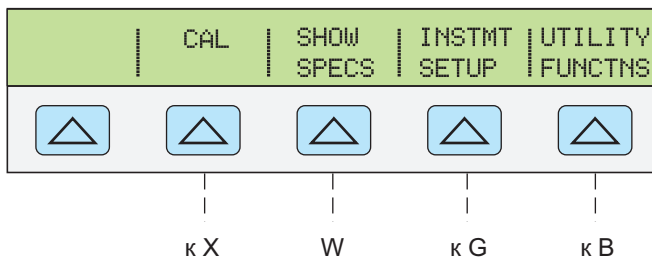 CAL SHOW INSTMT UTILITY
SPECS SETUP FUNCTNS
к X W к G к B